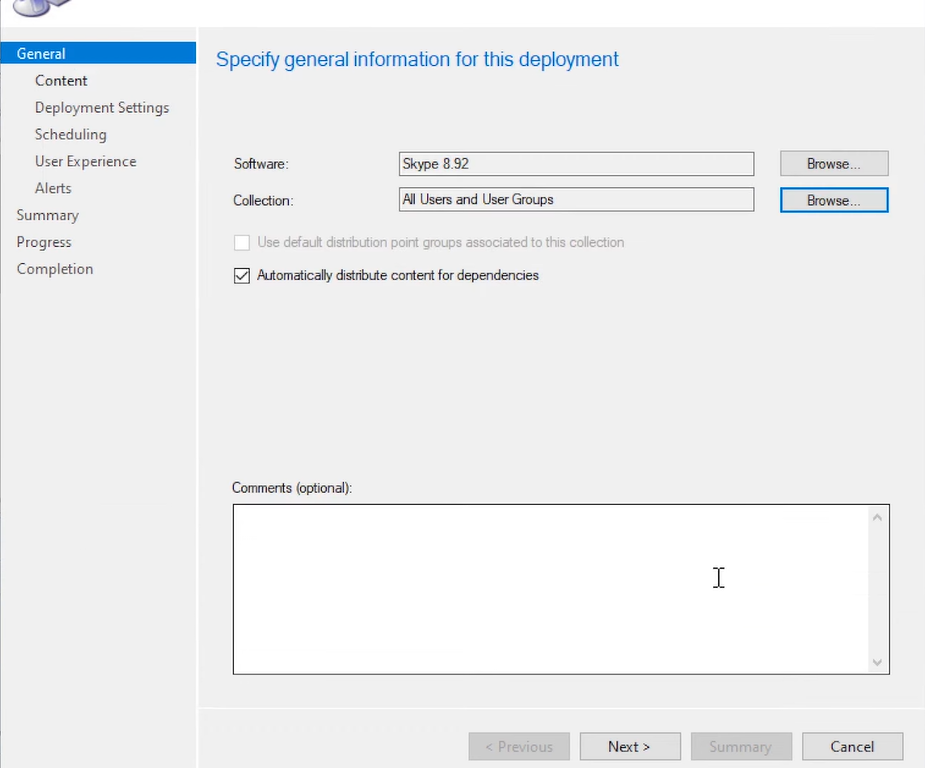 General
Content
Deployment Settings
Scheduling
User Experience
Alerts
Summary
Progress
Completion
Specify general information for this deployment
Software: Skype 8.92 Browse...
Collection: All Users and User Groups Browse...
Use default distribution point groups associated to this collection
Automatically distribute content for dependencies
Comments (optional):
< Previous Next > Summary Cancel